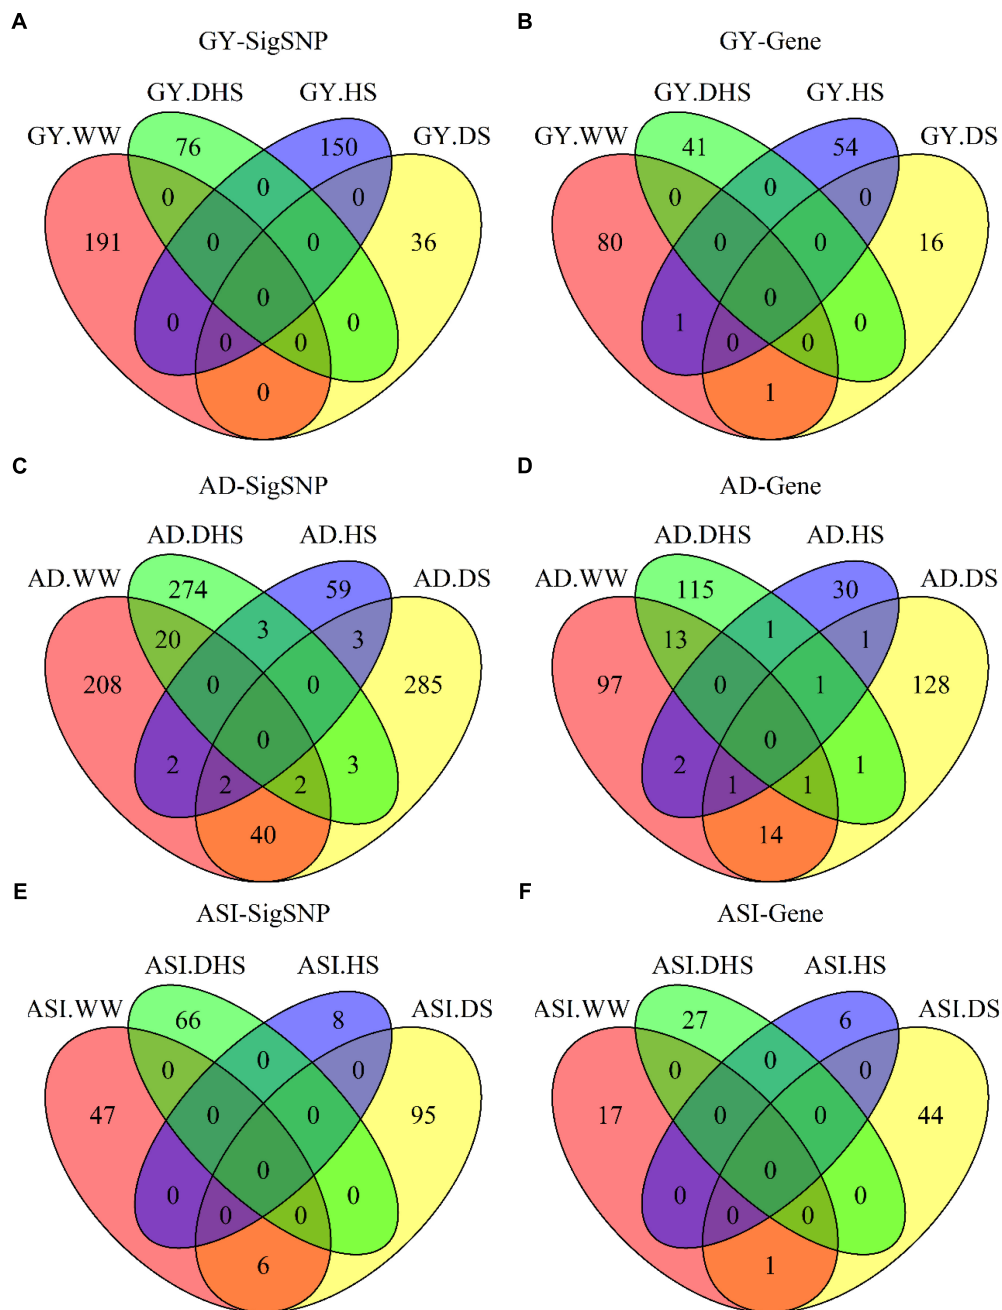 A
GY-SigSNP
GY.DHS GY.HS
GY.WW GY.DS
76 150
0 0 0
191 0 0 36
0
0 0
0 0
0
B
GY-Gene
GY.DHS GY.HS
GY.WW GY.DS
41 54
0 0 0
80 0 0 16
0
1 0
0 0
1
C
AD-SigSNP
AD.DHS AD.HS
AD.WW AD.DS
274 59
20 3 3
208 0 0 285
0
2 3
2 2
40
D
AD-Gene
AD.DHS AD.HS
AD.WW AD.DS
115 30
13 1 1
97 0 1 128
0
2 1
1 1
14
E
ASI-SigSNP
ASI.DHS ASI.HS
ASI.WW ASI.DS
66 8
0 0 0
47 0 0 95
0
0 0
0 0
6
F
ASI-Gene
ASI.DHS ASI.HS
ASI.WW ASI.DS
27 6
0 0 0
17 0 0 44
0
0 0
0 0
1